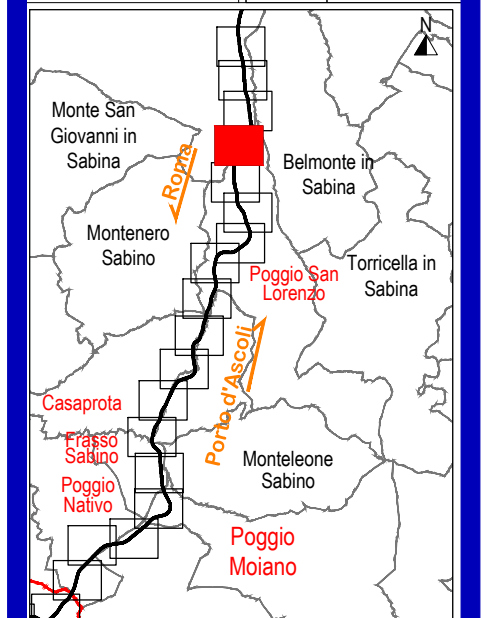 N
Monte San
Giovanni in
Sabina
Roma
Belmonte in
Sabina
Montenero
Sabino
Poggio San
Lorenzo
Torricella in
Sabina
Porto d'Ascoli
Casaprota
Frasso
Sabino
Poggio
Nativo
Monteleone
Sabino
Poggio
Moiano